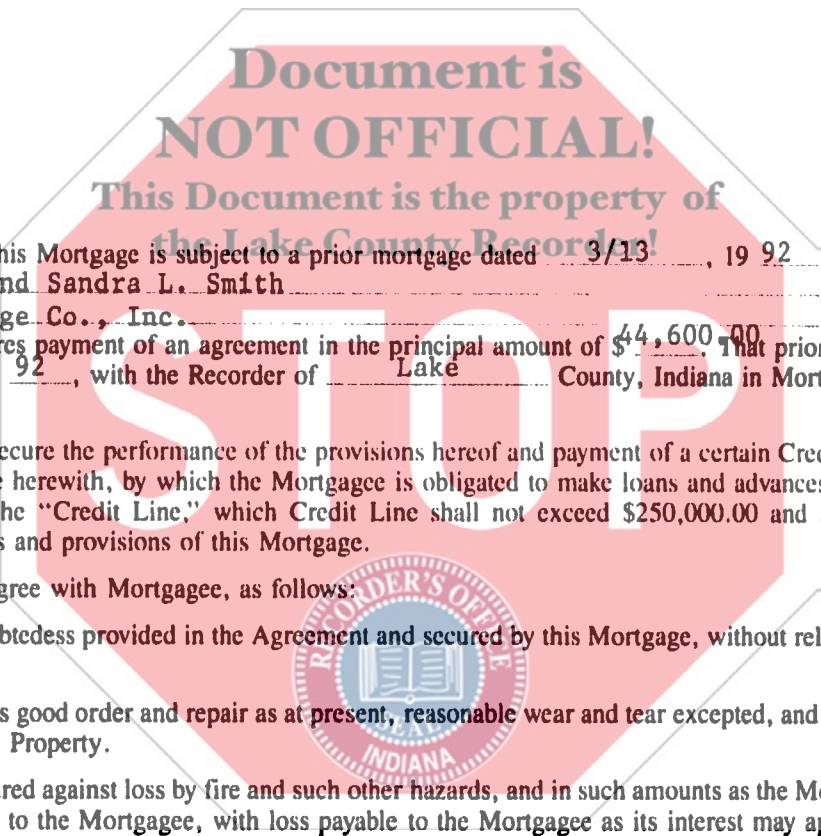 Document is
NOT OFFICIAL!
This Document is the property of
the Lake County Recorder!
his Mortgage is subject to a prior mortgage dated 3/13, 19 92
nd Sandra L. Smith
ge Co., Inc.
res payment of an agreement in the principal amount of $44,600.00. That prior
92, with the Recorder of Lake County, Indiana in Mort
STOP
ecure the performance of the provisions hereof and payment of a certain Cred
e herewith, by which the Mortgagee is obligated to make loans and advances
he "Credit Line," which Credit Line shall not exceed $250,000.00 and
s and provisions of this Mortgage.
gree with Mortgagee, as follows:
btedess provided in the Agreement and secured by this Mortgage, without rel
s good order and repair as at present, reasonable wear and tear excepted, and
Property.
red against loss by fire and such other hazards, and in such amounts as the Mo
to the Mortgagee, with loss payable to the Mortgagee as its interest may ap
RECORDER'S OFFICE
SEAL
INDIANA